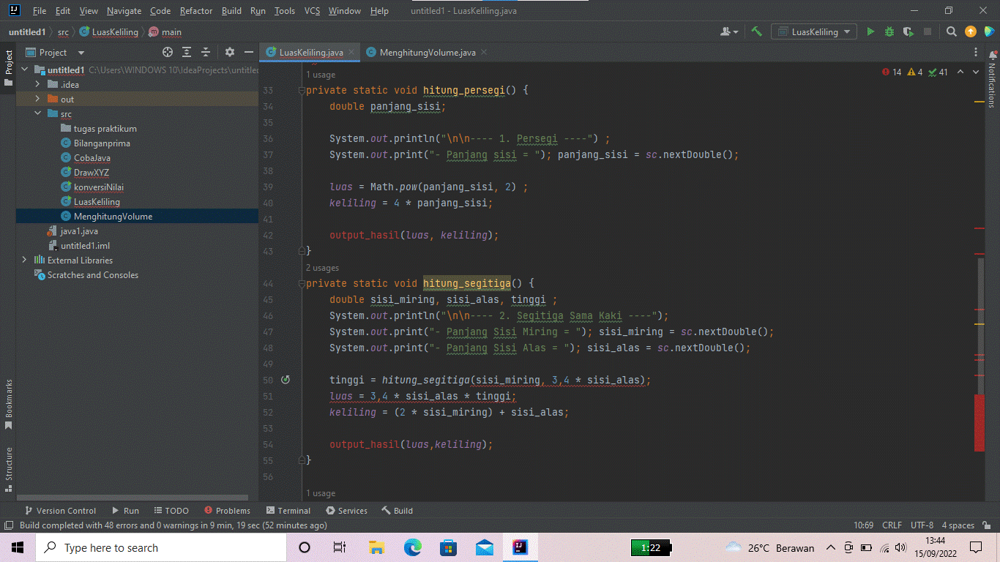 File Edit View Navigate Code Refactor Build Run Tools VCS Window Help untitled1 - LuasKeliling.java
untitled1 src LuasKeliling main LuasKeliling
Project LuasKeliling.java MenghitungVolume.java
Project
untitled1 C:\Users\WINDOWS 10\IdeaProjects\untitled
.idea
out
src
tugas praktikum
Bilanganprima
CobaJava
DrawXYZ
konversiNilai
LuasKeliling
MenghitungVolume
java1.java
untitled1.iml
External Libraries
Scratches and Consoles
Bookmarks
Structure
1 usage
14 4 41
33 private static void hitung_persegi() {
34 double panjang_sisi;
35
36 System.out.println("\n\n---- 1. Persegi ----") ;
37 System.out.print("- Panjang sisi = "); panjang_sisi = sc.nextDouble();
38
39 luas = Math.pow(panjang_sisi, 2) ;
40 keliling = 4 * panjang_sisi;
41
42 output_hasil(luas, keliling);
43 }
2 usages
44 private static void hitung_segitiga() {
45 double sisi_miring, sisi_alas, tinggi ;
46 System.out.println("\n\n---- 2. Segitiga Sama Kaki ----");
47 System.out.print("- Panjang Sisi Miring = "); sisi_miring = sc.nextDouble();
48 System.out.print("- Panjang Sisi Alas = "); sisi_alas = sc.nextDouble();
49
50 tinggi = hitung_segitiga(sisi_miring, 3,4 * sisi_alas);
51 luas = 3,4 * sisi_alas * tinggi;
52 keliling = (2 * sisi_miring) + sisi_alas;
53
54 output_hasil(luas,keliling);
55 }
56
1 usage
Notifications
Version Control Run TODO Problems Terminal Services Build
Build completed with 48 errors and 0 warnings in 9 min, 19 sec (52 minutes ago) 10:69 CRLF UTF-8 4 spaces
Type here to search 1:22 26°C Berawan 13:44
15/09/2022